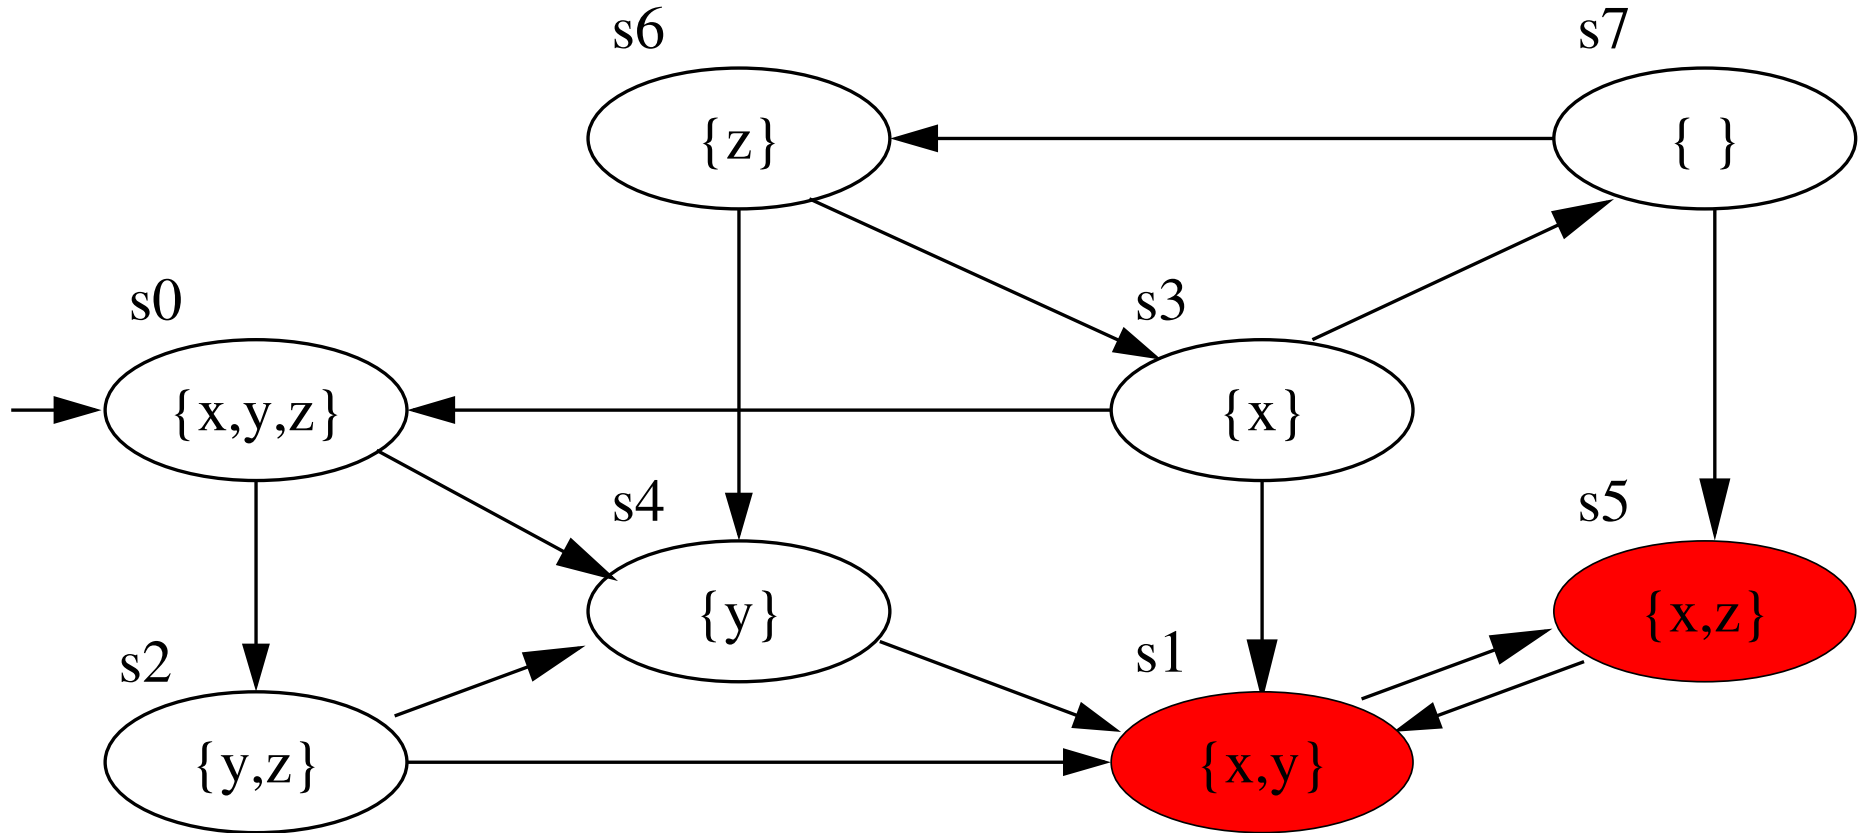 s6
s7
{z}
{ }
s0
s3
{x,y,z}
{x}
s4
s5
{y}
{x,z}
s2
s1
{y,z}
{x,y}